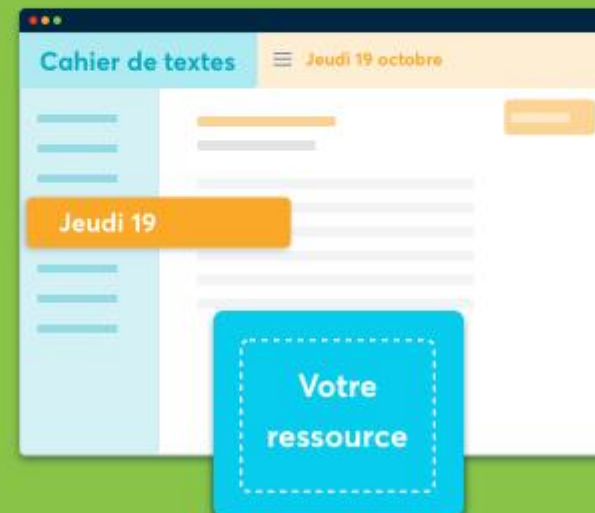 Cahier de textes
Jeudi 19 octobre
Jeudi 19
Votre
ressource